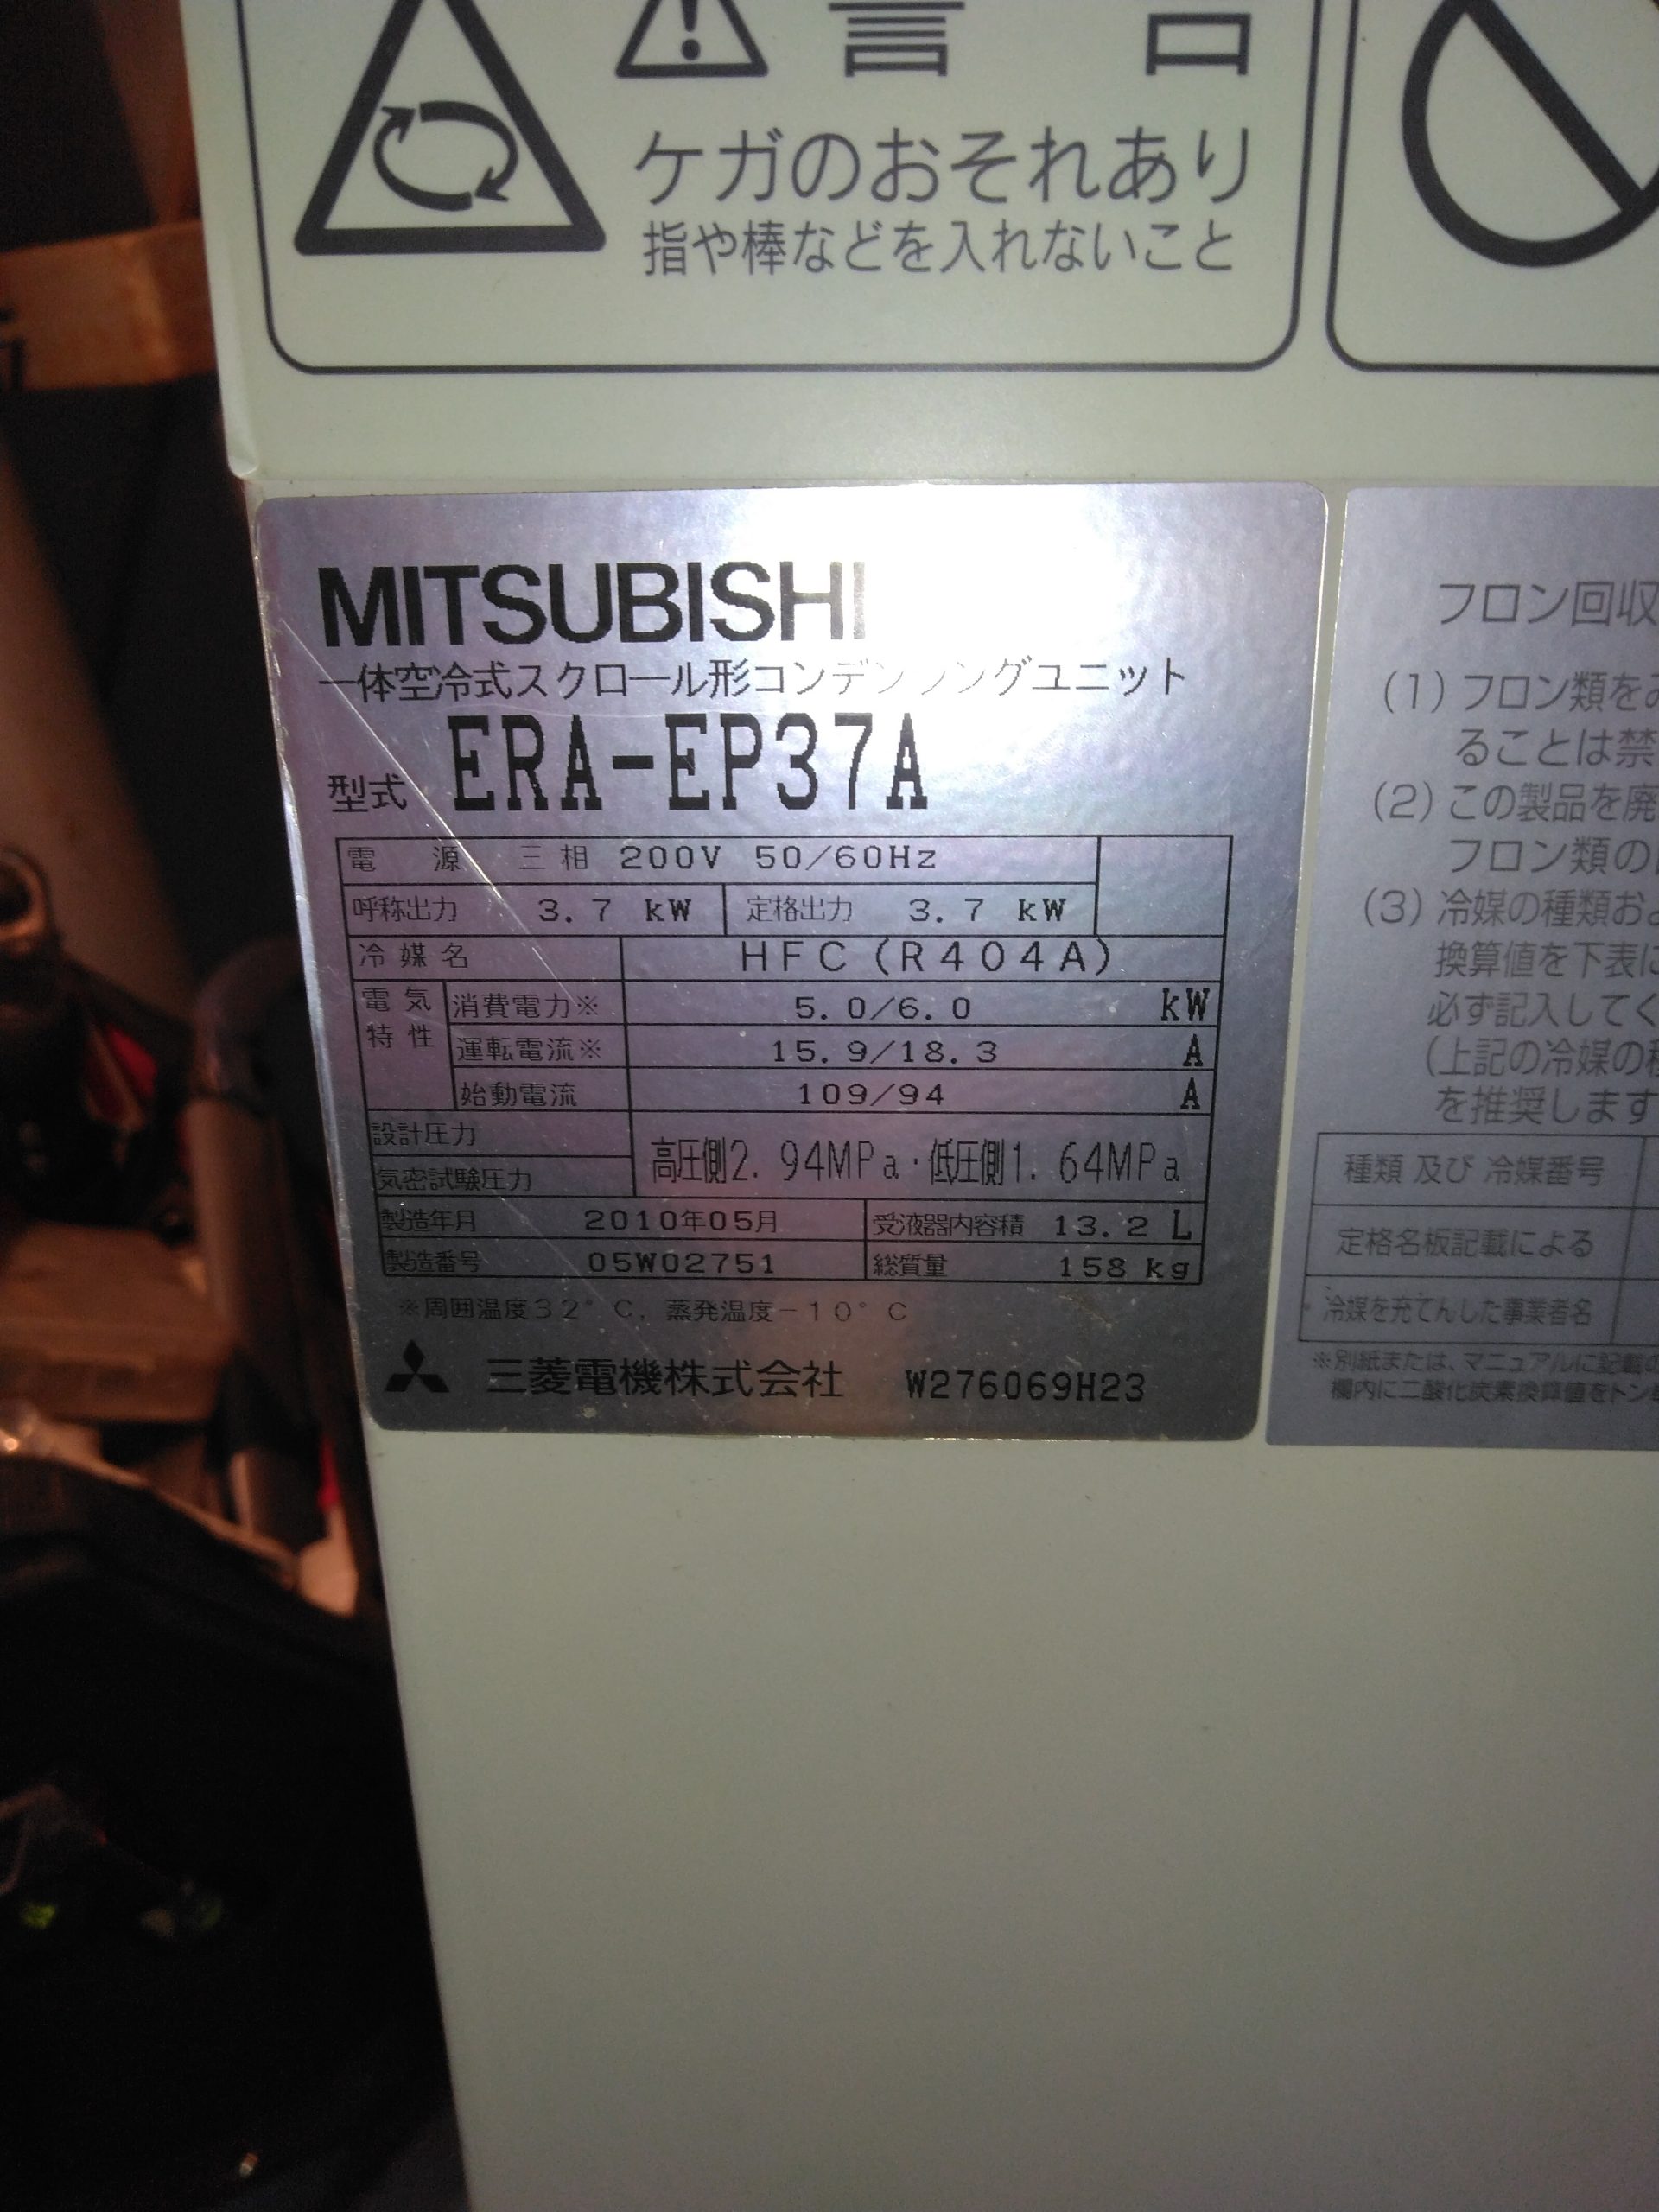 ケガのおそれあり
指や棒などを入れないこと
MITSUBISHI
一体空冷式スクロール形コンデンシングユニット
型式 ERA-EP37A
電源 三相 200V 50/60Hz
呼称出力 3.7 kW 定格出力 3.7 kW
冷媒名 HFC(R404A)
電気特性 消費電力※ 5.0/6.0 kW
運転電流※ 15.9/18.3 A
始動電流 109/94 A
設計圧力
気密試験圧力 高圧側2.94MPa・低圧側1.64MPa
製造年月 2010年05月 受液器内容積 13.2 L
製造番号 05W02751 総質量 158 kg
※周囲温度32°C, 蒸発温度-10°C
三菱電機株式会社 W276069H23
フロン回収
(1)フロン類を
ることは禁
(2)この製品を廃
フロン類の
(3)冷媒の種類お
換算値を下表に
必ず記入してく
(上記の冷媒の種
を推奨します
種類 及び 冷媒番号
定格名板記載による
冷媒を充てんした事業者名
※別紙または、マニュアルに記載の
欄内に二酸化炭素換算値をトン